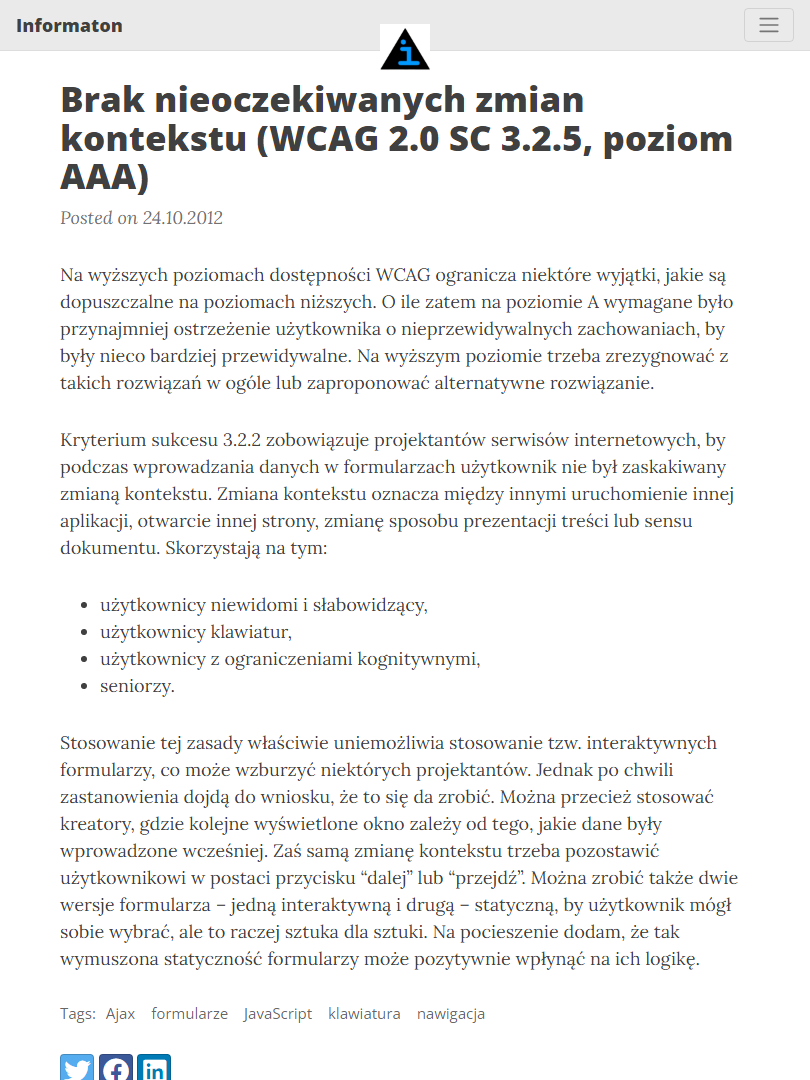 Informaton
Brak nieoczekiwanych zmian
kontekstu (WCAG 2.0 SC 3.2.5, poziom
AAA)
Posted on 24.10.2012
Na wyższych poziomach dostępności WCAG ogranicza niektóre wyjątki, jakie są
dopuszczalne na poziomach niższych. O ile zatem na poziomie A wymagane było
przynajmniej ostrzeżenie użytkownika o nieprzewidywalnych zachowaniach, by
były nieco bardziej przewidywalne. Na wyższym poziomie trzeba zrezygnować z
takich rozwiązań w ogóle lub zaproponować alternatywne rozwiązanie.
Kryterium sukcesu 3.2.2 zobowiązuje projektantów serwisów internetowych, by
podczas wprowadzania danych w formularzach użytkownik nie był zaskakiwany
zmianą kontekstu. Zmiana kontekstu oznacza między innymi uruchomienie innej
aplikacji, otwarcie innej strony, zmianę sposobu prezentacji treści lub sensu
dokumentu. Skorzystają na tym:
• użytkownicy niewidomi i słabowidzący,
• użytkownicy klawiatur,
• użytkownicy z ograniczeniami kognitywnymi,
• seniorzy.
Stosowanie tej zasady właściwie uniemożliwia stosowanie tzw. interaktywnych
formularzy, co może wzburzyć niektórych projektantów. Jednak po chwili
zastanowienia dojdą do wniosku, że to się da zrobić. Można przecież stosować
kreatory, gdzie kolejne wyświetlone okno zależy od tego, jakie dane były
wprowadzone wcześniej. Zaś samą zmianę kontekstu trzeba pozostawić
użytkownikowi w postaci przycisku “dalej” lub “przejdź”. Można zrobić także dwie
wersje formularza – jedną interaktywną i drugą – statyczną, by użytkownik mógł
sobie wybrać, ale to raczej sztuka dla sztuki. Na pocieszenie dodam, że tak
wymuszona statyczność formularzy może pozytywnie wpłynąć na ich logikę.
Tags: Ajax formularze JavaScript klawiatura nawigacja